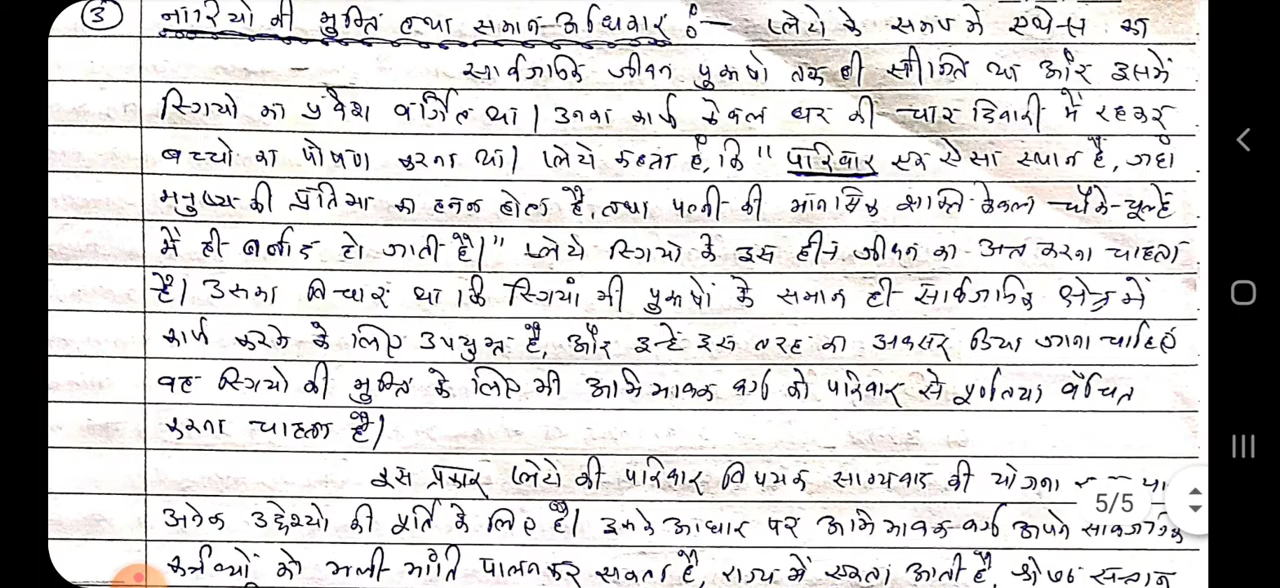 3 नारियो की मुक्ति तथा समान-अधिकार :— प्लेटो के समय मे एथेन्स का
सार्वजनिक जीवन पुरुषो तक ही सीमित था और इसमें
स्त्रियो का प्रवेश वर्जित था। उनका कार्य केवल घर की चार दिवारी में रहकर
बच्चो का पोषण करना था। प्लेटो कहता है, कि " परिवार एक ऐसा स्थान है, जहाँ
मनुष्य की प्रतिभा का हनन होता है, तथा पत्नी की मानसिक शक्ति केवल चौके-चूल्हे
में ही बर्बाद हो जाती है।" प्लेटो स्त्रियो के इस हीन जीवन का अन्त करना चाहता
है। उसका विचार था कि स्त्रियाँ भी पुरुषों के समान ही सार्वजनिक क्षेत्र में
कार्य करने के लिए उपयुक्त है, और इन्हें इस तरह का अवसर दिया जाना चाहिए
वह स्त्रियो की मुक्ति के लिए भी अभिभावक वर्ग को परिवार से पूर्णतया वंचित
करना चाहता है।
इस प्रकार प्लेटो की परिवार विषयक साम्यवाद की योजना
अनेक उद्देश्यो की पूर्ति के लिए है। इसके आधार पर अभिभावक-वर्ग अपने सार्वजनिक
कर्त्तव्यों को भली भाँति पालन कर सकता है, राज्य में एकता आती है, श्रेष्ठ सन्तान
5/5